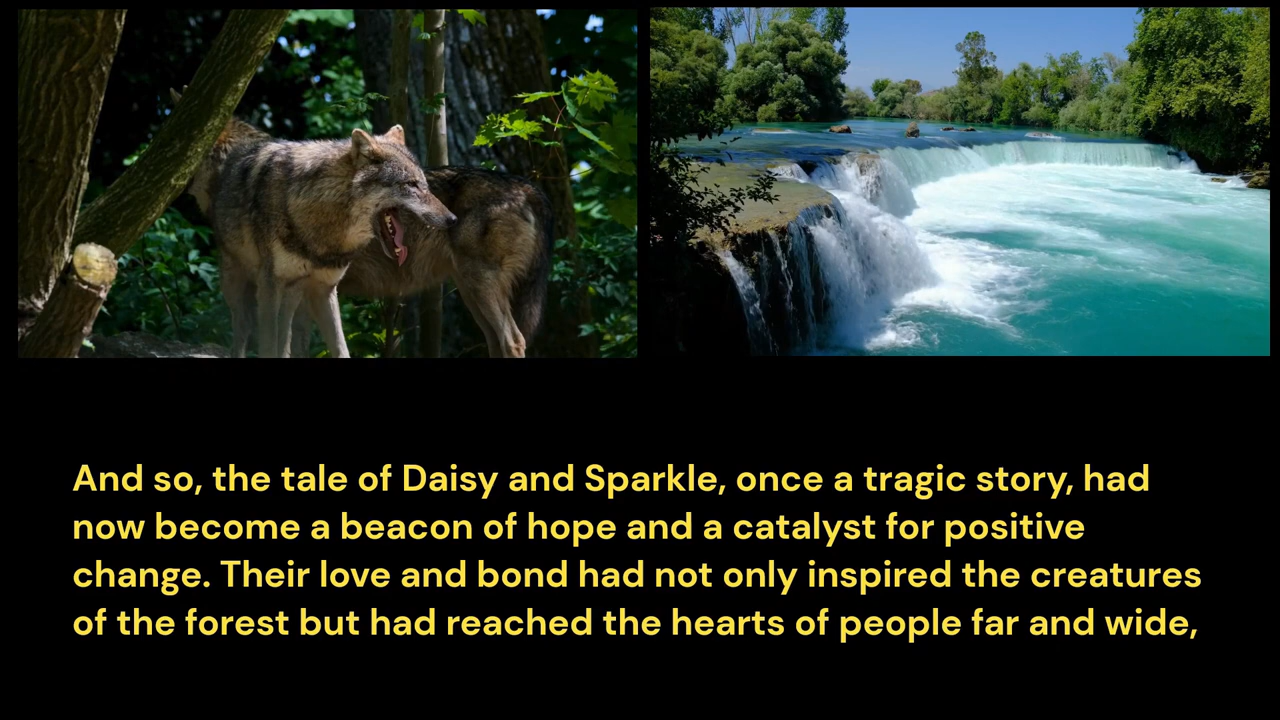 And so, the tale of Daisy and Sparkle, once a tragic story, had
now become a beacon of hope and a catalyst for positive
change. Their love and bond had not only inspired the creatures
of the forest but had reached the hearts of people far and wide,